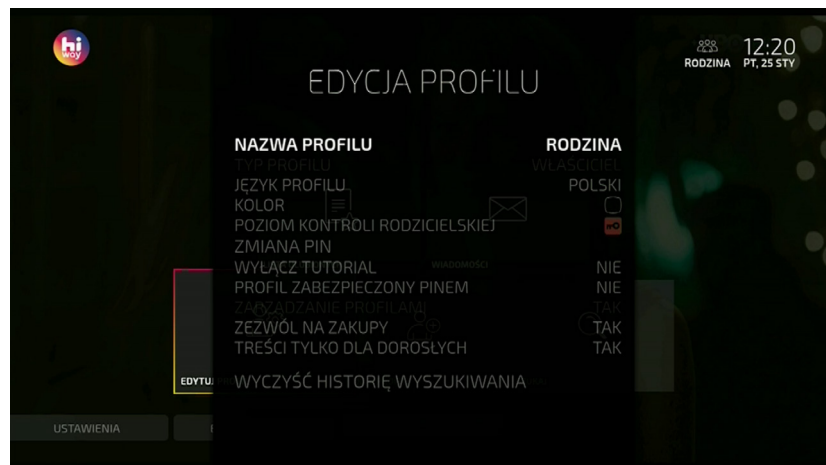 hi
way
RODZINA
12:20
PT, 25 STY
EDYCJA PROFILU
NAZWA PROFILU RODZINA
TYP PROFILU WŁAŚCICIEL
JĘZYK PROFILU POLSKI
KOLOR
POZIOM KONTROLI RODZICIELSKIEJ
ZMIANA PIN
WIADOMOŚCI
WYŁĄCZ TUTORIAL NIE
PROFIL ZABEZPIECZONY PINEM NIE
ZARZĄDZANIE PROFILAMI TAK
ZEZWÓL NA ZAKUPY TAK
TREŚCI TYLKO DLA DOROSŁYCH TAK
WYCZYŚĆ HISTORIĘ WYSZUKIWANIA
EDYTUJ
USTAWIENIA